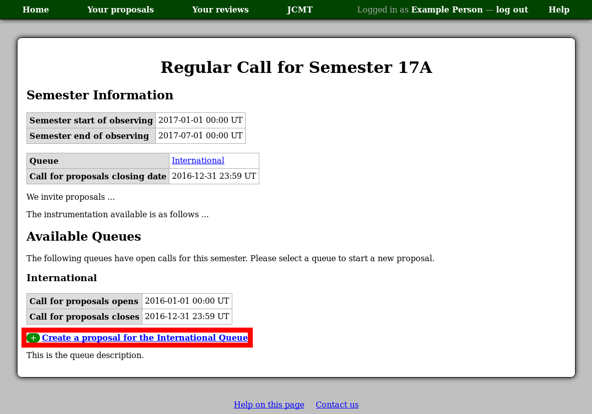 Home Your proposals Your reviews JCMT Logged in as Example Person — log out Help
Regular Call for Semester 17A
Semester Information
Semester start of observing 2017-01-01 00:00 UT
Semester end of observing 2017-07-01 00:00 UT
Queue International
Call for proposals closing date 2016-12-31 23:59 UT
We invite proposals ...
The instrumentation available is as follows ...
Available Queues
The following queues have open calls for this semester. Please select a queue to start a new proposal.
International
Call for proposals opens 2016-01-01 00:00 UT
Call for proposals closes 2016-12-31 23:59 UT
+ Create a proposal for the International Queue
This is the queue description.
Help on this page Contact us